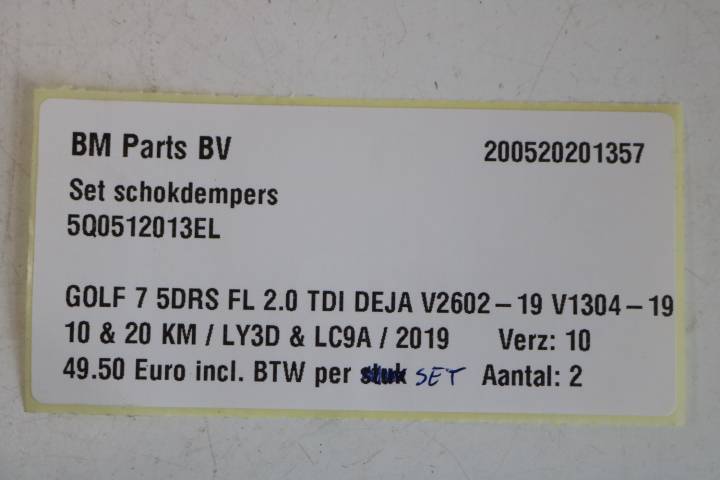 BM Parts BV 200520201357
Set schokdempers
5Q0512013EL
GOLF 7 5DRS FL 2.0 TDI DEJA V2602 – 19 V1304 – 19
10 & 20 KM / LY3D & LC9A / 2019 Verz: 10
49.50 Euro incl. BTW per stuk SET Aantal: 2